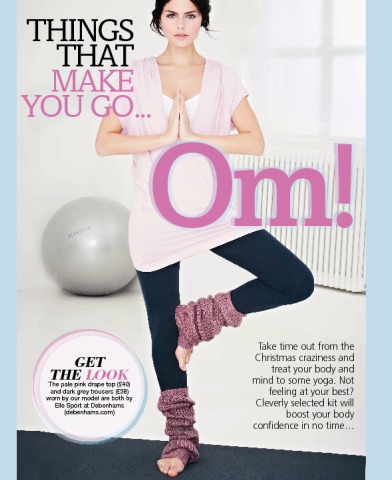 THINGS
THAT
MAKE
YOU GO...
Om!
GET
THE LOOK
The pale pink drape top (£40)
and dark grey trousers (£38)
worn by our model are both by
Elle Sport at Debenhams
(debenhams.com)
Take time out from the
Christmas craziness and
treat your body and
mind to some yoga. Not
feeling at your best?
Cleverly selected kit will
boost your body
confidence in no time...